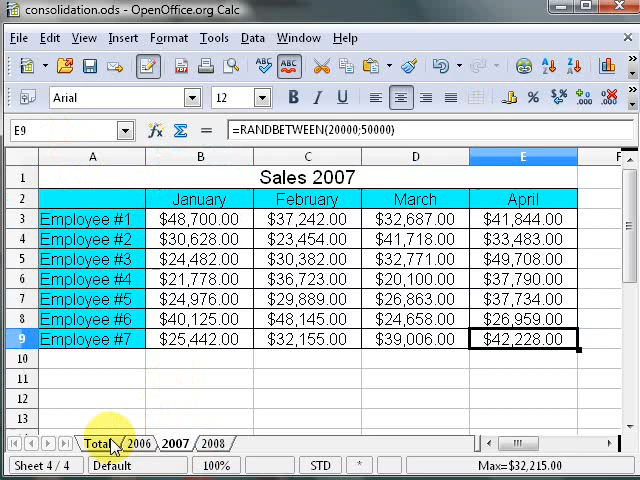 consolidation.ods - OpenOffice.org Calc
File Edit View Insert Format Tools Data Window Help
Arial 12 B I U
E9 =RANDBETWEEN(20000;50000)
A B C D E F
1 Sales 2007
2 January February March April
3 Employee #1 $48,700.00 $37,242.00 $32,687.00 $41,844.00
4 Employee #2 $30,628.00 $23,454.00 $41,718.00 $33,483.00
5 Employee #3 $24,482.00 $30,382.00 $32,771.00 $49,708.00
6 Employee #4 $21,778.00 $36,723.00 $20,100.00 $37,790.00
7 Employee #5 $24,976.00 $29,889.00 $26,863.00 $37,734.00
8 Employee #6 $40,125.00 $48,145.00 $24,658.00 $26,959.00
9 Employee #7 $25,442.00 $32,155.00 $39,006.00 $42,228.00
10
11
12
13
Total 2006 2007 2008
Sheet 4 / 4 Default 100% STD * Max=$32,215.00